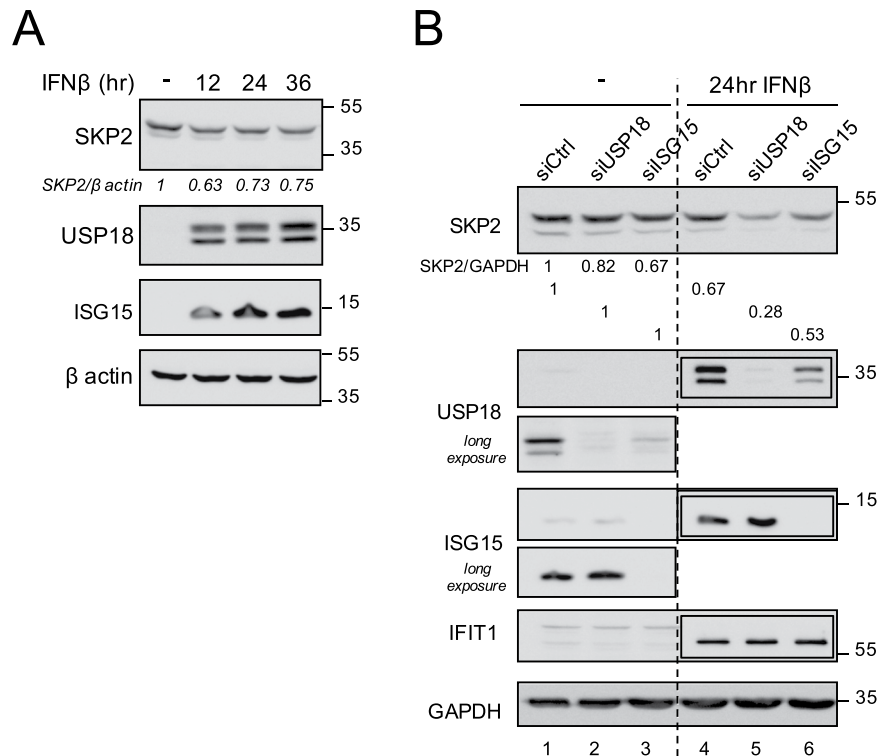 A
IFNβ (hr) - 12 24 36
SKP2
55
35
SKP2/β actin 1 0.63 0.73 0.75
USP18
35
ISG15
15
β actin
55
35
B
- 24hr IFNβ
siCtrl siUSP18 siISG15 siCtrl siUSP18 siISG15
SKP2
55
SKP2/GAPDH 1 0.82 0.67
1 0.67
1 0.28
1 0.53
USP18
35
long
exposure
15
ISG15
long
exposure
IFIT1
55
GAPDH
35
1 2 3 4 5 6